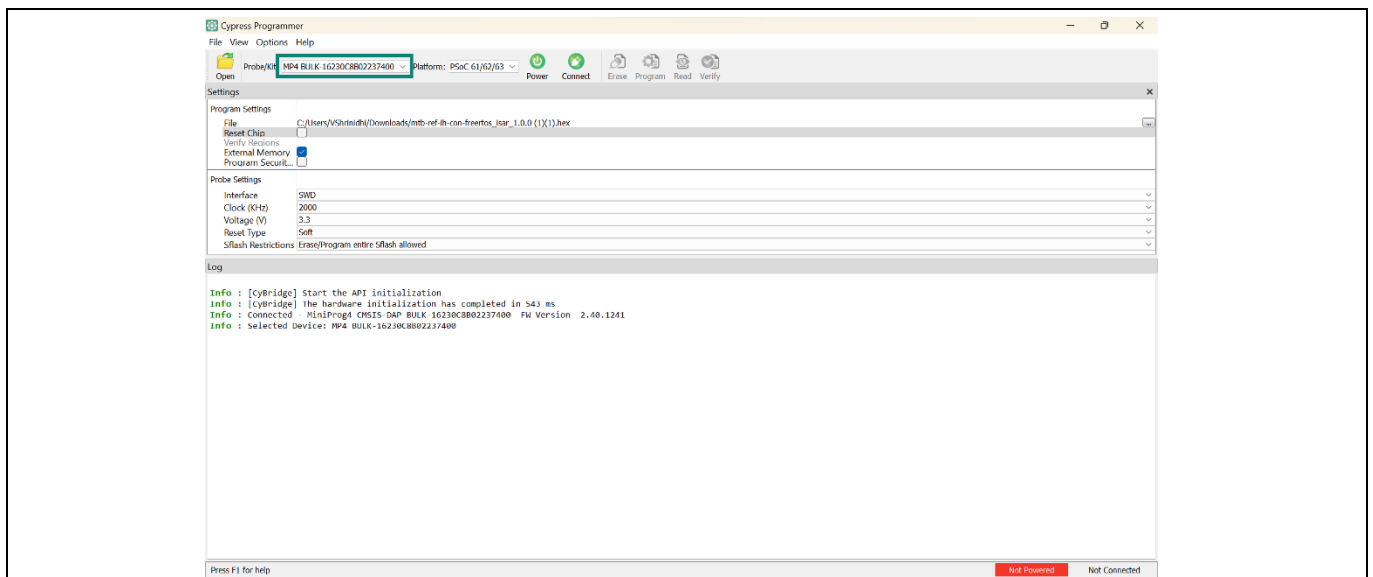 Cypress Programmer
File View Options Help
Open Probe/Kit: MP4 BULK-16230C8B02237400 Platform: PSoC 61/62/63 Power Connect Erase Program Read Verify
Settings
Program Settings
File C:/Users/VShrinidhi/Downloads/mtb-ref-ih-con-freertos_isar_1.0.0 (1)(1).hex ...
Reset Chip
Verify Regions
External Memory
Program Securit...
Probe Settings
Interface SWD
Clock (KHz) 2000
Voltage (V) 3.3
Reset Type Soft
Sflash Restrictions Erase/Program entire Sflash allowed
Log
Info : [CyBridge] Start the API initialization
Info : [CyBridge] The hardware initialization has completed in 543 ms
Info : Connected - MiniProg4 CMSIS-DAP BULK-16230C8B02237400 FW Version 2.40.1241
Info : Selected Device: MP4 BULK-16230C8B02237400
Press F1 for help Not Powered Not Connected